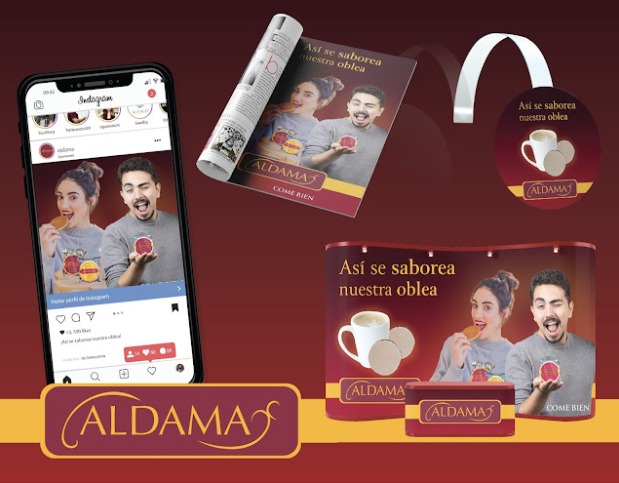 09:02
Instagram
aldama
Visitar perfil de Instagram
15,599 likes
¡Así se saborea nuestra oblea!
ALDAMA
Así se saborea
nuestra oblea
ALDAMA
COME BIEN
Así se saborea
nuestra oblea
ALDAMA
Así se saborea
nuestra oblea
ALDAMA
ALDAMA
COME BIEN